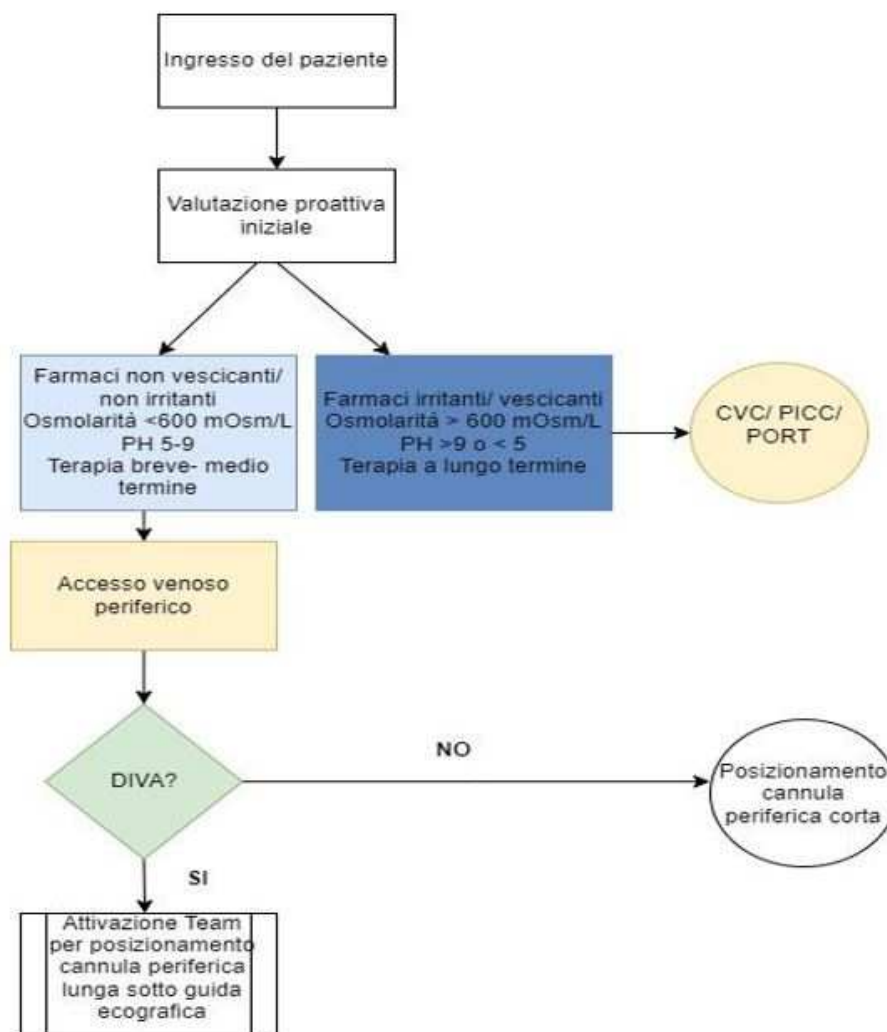 Ingresso del paziente
Valutazione proattiva
iniziale
Farmaci non vescicanti/
non irritanti
Osmolarità <600 mOsm/L
PH 5-9
Terapia breve- medio
termine
Farmaci irritanti/ vescicanti
Osmolarità > 600 mOsm/L
PH >9 o < 5
Terapia a lungo termine
CVC/ PICC/
PORT
Accesso venoso
periferico
DIVA?
NO
Posizionamento
cannula
periferica corta
SI
Attivazione Team
per posizionamento
cannula periferica
lunga sotto guida
ecografica